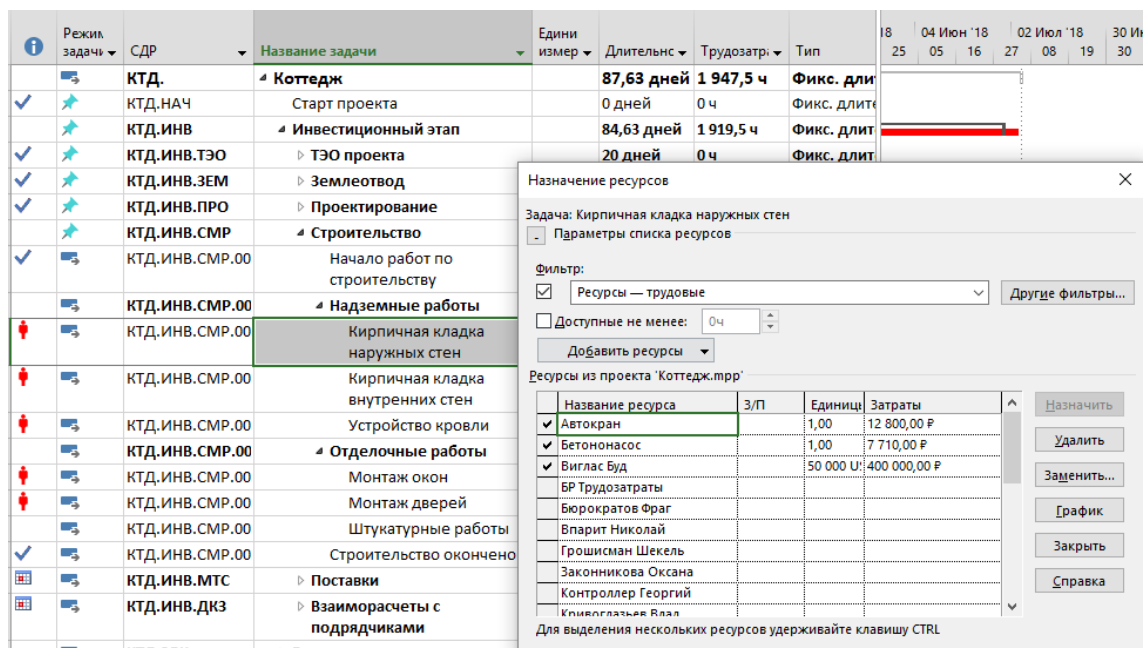 Режим задачи СДР Название задачи Едини измер Длительнс Трудозатра Тип
18 04 Июн '18 02 Июл '18 30 Ию
25 05 16 27 08 19 30
КТД. Коттедж 87,63 дней 1 947,5 ч Фикс. дли
КТД.НАЧ Старт проекта 0 дней 0 ч Фикс. длите
КТД.ИНВ Инвестиционный этап 84,63 дней 1 919,5 ч Фикс. длит
КТД.ИНВ.ТЭО ТЭО проекта 20 дней 0 ч Фикс. длит
КТД.ИНВ.ЗЕМ Землеотвод
КТД.ИНВ.ПРО Проектирование
КТД.ИНВ.СМР Строительство
КТД.ИНВ.СМР.00 Начало работ по
строительству
КТД.ИНВ.СМР.00 Надземные работы
КТД.ИНВ.СМР.00 Кирпичная кладка
наружных стен
КТД.ИНВ.СМР.00 Кирпичная кладка
внутренних стен
КТД.ИНВ.СМР.00 Устройство кровли
КТД.ИНВ.СМР.00 Отделочные работы
КТД.ИНВ.СМР.00 Монтаж окон
КТД.ИНВ.СМР.00 Монтаж дверей
КТД.ИНВ.СМР.00 Штукатурные работы
КТД.ИНВ.СМР.00 Строительство окончено
КТД.ИНВ.МТС Поставки
КТД.ИНВ.ДКЗ Взаиморасчеты с
подрядчиками
Назначение ресурсов
Задача: Кирпичная кладка наружных стен
- Параметры списка ресурсов
Фильтр:
Ресурсы — трудовые Другие фильтры...
Доступные не менее: 0ч
Добавить ресурсы
Ресурсы из проекта 'Коттедж.mpp'
Название ресурса З/П Единицы Затраты
Автокран 1,00 12 800,00 ₽
Бетононасос 1,00 7 710,00 ₽
Виглас Буд 50 000 U 400 000,00 ₽
БР Трудозатраты
Бюрократов Фраг
Впарит Николай
Грошисман Шекель
Законникова Оксана
Контроллер Георгий
Кривоглазьев Влад
Назначить
Удалить
Заменить...
График
Закрыть
Справка
Для выделения нескольких ресурсов удерживайте клавишу CTRL